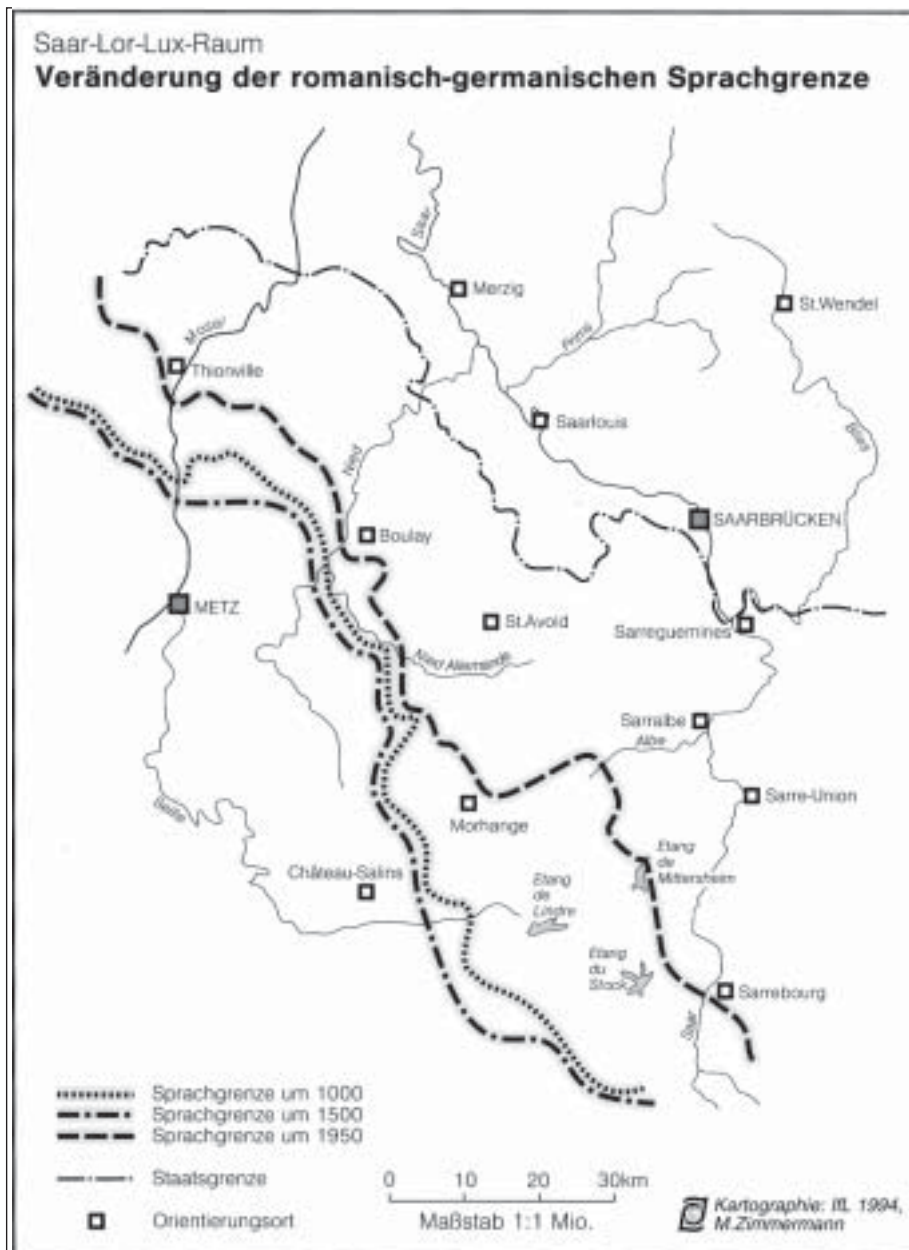 Saar-Lor-Lux-Raum
Veränderung der romanisch-germanischen Sprachgrenze
Saar
Merzig
St.Wendel
Mosel
Prims
Thionville
Saarlouis
Nied
Blies
SAARBRÜCKEN
Boulay
METZ
St.Avold
Sarreguemines
Nied Allemande
Sarralbe
Albe
Sarre-Union
Morhange
Seille
Etang
de
Mittersheim
Château-Salins
Etang
de
Lindre
Etang
du
Stock
Sarrebourg
Saar
Sprachgrenze um 1000
Sprachgrenze um 1500
Sprachgrenze um 1950
Staatsgrenze
0 10 20 30km
Orientierungsort
Maßstab 1:1 Mio.
Kartographie: IfL 1994,
M.Zimmermann